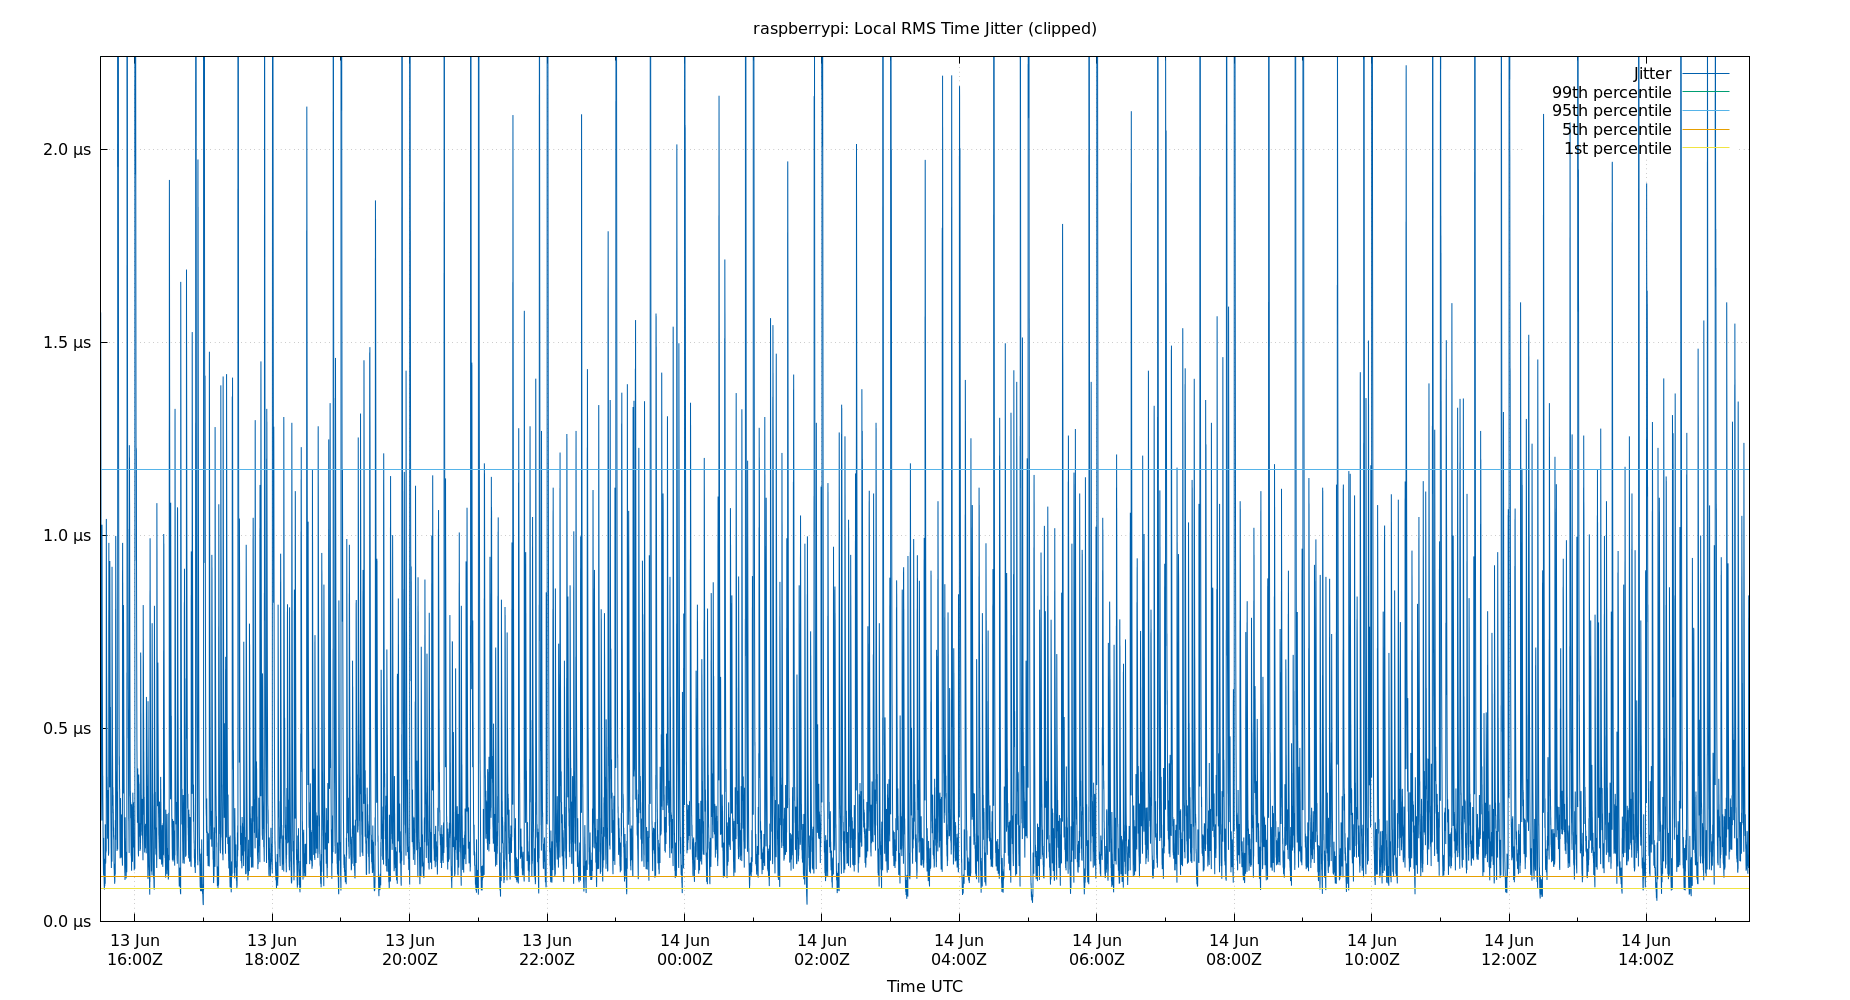 raspberrypi: Local RMS Time Jitter (clipped)
Jitter
99th percentile
95th percentile
5th percentile
1st percentile
2.0 μs
1.5 μs
1.0 μs
0.5 μs
0.0 μs
13 Jun 13 Jun 13 Jun 13 Jun 14 Jun 14 Jun 14 Jun 14 Jun 14 Jun 14 Jun 14 Jun 14 Jun
16:00Z 18:00Z 20:00Z 22:00Z 00:00Z 02:00Z 04:00Z 06:00Z 08:00Z 10:00Z 12:00Z 14:00Z
Time UTC